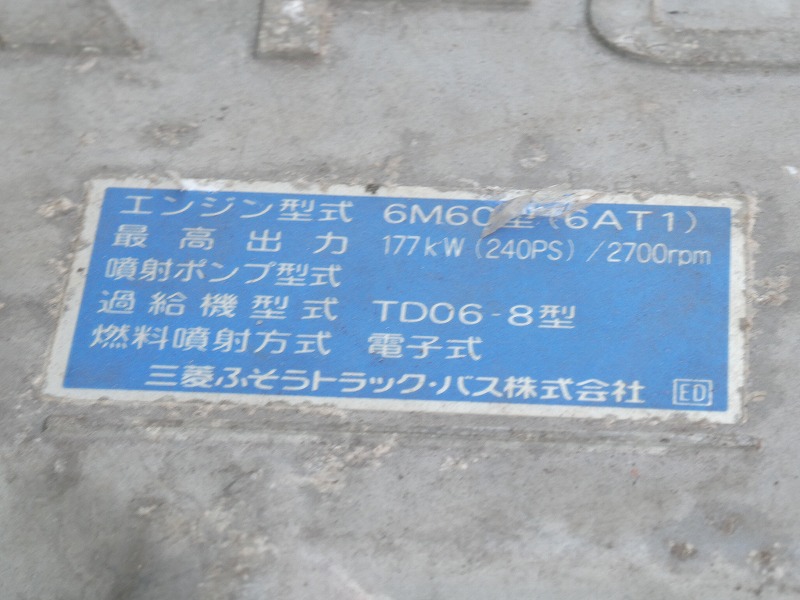 エンジン型式 6M60型(6AT1)
最高出力 177kW(240PS)/2700rpm
噴射ポンプ型式
過給機型式 TD06-8型
燃料噴射方式 電子式
三菱ふそうトラック・バス株式会社 ED